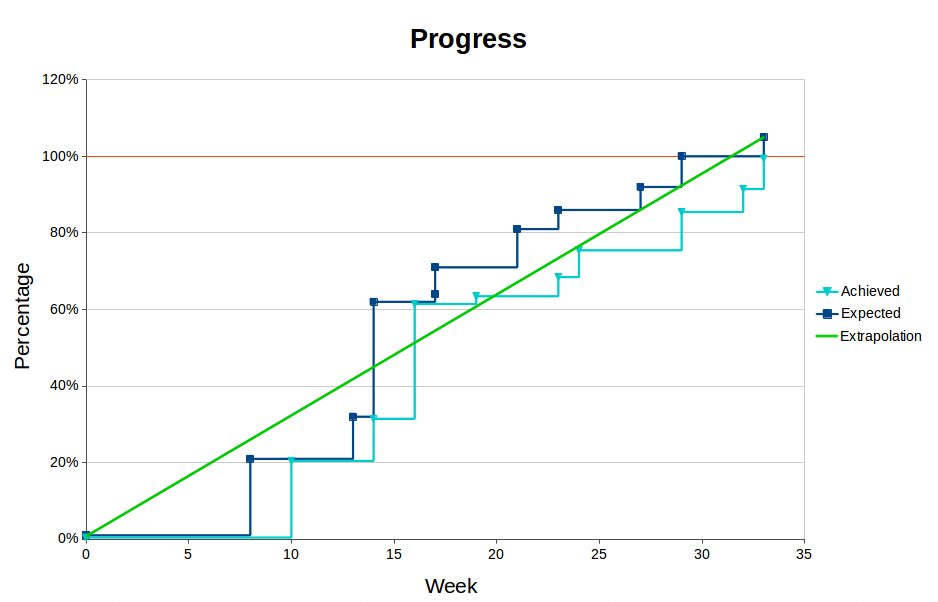 Progress
120%
100%
80%
60%
40%
20%
0%
Percentage
0 5 10 15 20 25 30 35
Week
Achieved
Expected
Extrapolation